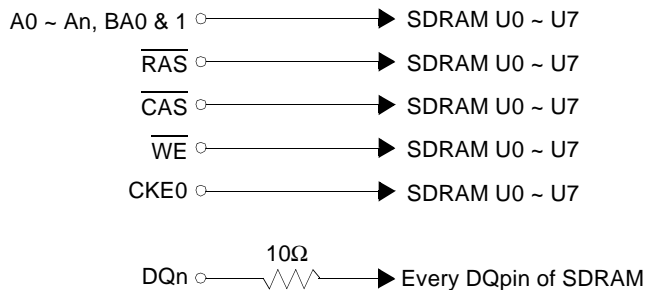 A0 ~ An, BA0 & 1 SDRAM U0 ~ U7
RAS SDRAM U0 ~ U7
CAS SDRAM U0 ~ U7
WE SDRAM U0 ~ U7
CKE0 SDRAM U0 ~ U7
10Ω
DQn Every DQpin of SDRAM